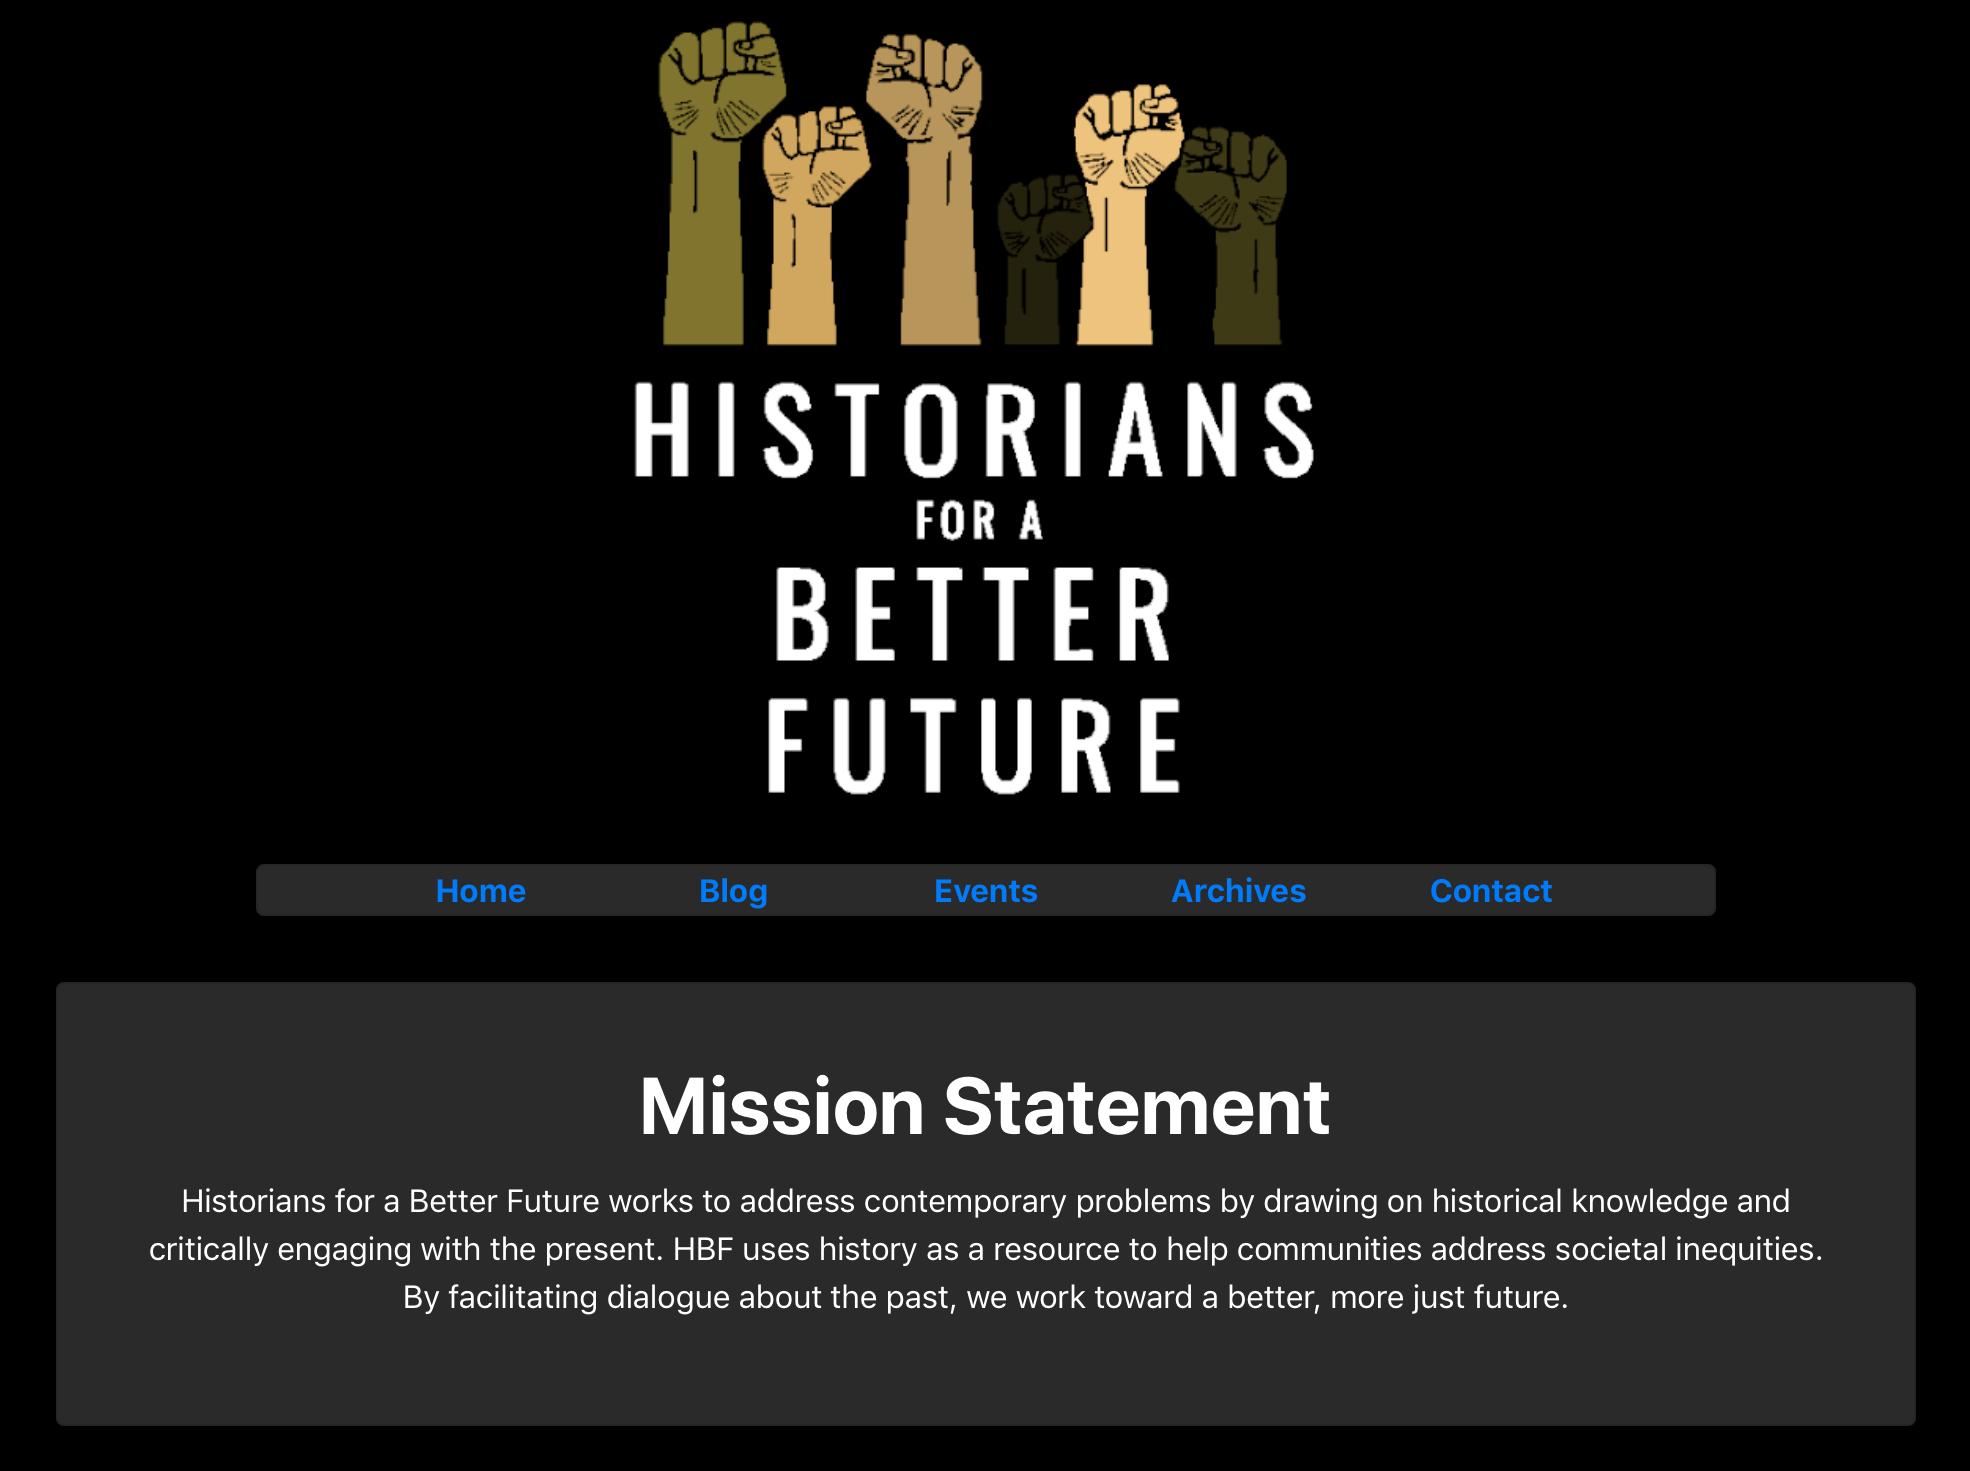 HISTORIANS
FOR A
BETTER
FUTURE
Home Blog Events Archives Contact
Mission Statement
Historians for a Better Future works to address contemporary problems by drawing on historical knowledge and
critically engaging with the present. HBF uses history as a resource to help communities address societal inequities.
By facilitating dialogue about the past, we work toward a better, more just future.